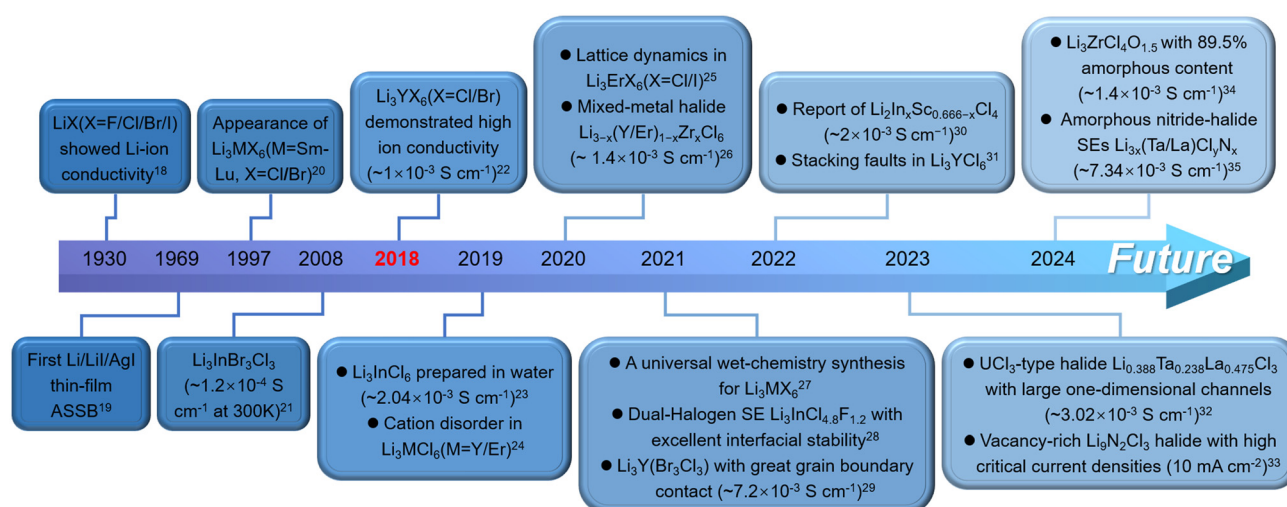 LiX(X=F/Cl/Br/I)
showed Li-ion
conductivity¹⁸
Appearance of
Li₃MX₆(M=Sm-
Lu, X=Cl/Br)²⁰
Li₃YX₆(X=Cl/Br)
demonstrated high
ion conductivity
(~1×10⁻³ S cm⁻¹)²²
● Lattice dynamics in
Li₃ErX₆(X=Cl/I)²⁵
● Mixed-metal halide
Li₃₋ₓ(Y/Er)₁₋ₓZrₓCl₆
(~ 1.4×10⁻³ S cm⁻¹)²⁶
● Report of Li₂InₓSc₀.₆₆₆₋ₓCl₄
(~2×10⁻³ S cm⁻¹)³⁰
● Stacking faults in Li₃YCl₆³¹
● Li₃ZrCl₄O₁.₅ with 89.5%
amorphous content
(~1.4×10⁻³ S cm⁻¹)³⁴
● Amorphous nitride-halide
SEs Li₃ₓ(Ta/La)ClᵧNₓ
(~7.34×10⁻³ S cm⁻¹)³⁵
1930 1969 1997 2008 2018 2019 2020 2021 2022 2023 2024 Future
First Li/LiI/AgI
thin-film
ASSB¹⁹
Li₃InBr₃Cl₃
(~1.2×10⁻⁴ S
cm⁻¹ at 300K)²¹
● Li₃InCl₆ prepared in water
(~2.04×10⁻³ S cm⁻¹)²³
● Cation disorder in
Li₃MCl₆(M=Y/Er)²⁴
● A universal wet-chemistry synthesis
for Li₃MX₆²⁷
● Dual-Halogen SE Li₃InCl₄.₈F₁.₂ with
excellent interfacial stability²⁸
● Li₃Y(Br₃Cl₃) with great grain boundary
contact (~7.2×10⁻³ S cm⁻¹)²⁹
● UCl₃-type halide Li₀.₃₈₈Ta₀.₂₃₈La₀.₄₇₅Cl₃
with large one-dimensional channels
(~3.02×10⁻³ S cm⁻¹)³²
● Vacancy-rich Li₉N₂Cl₃ halide with high
critical current densities (10 mA cm⁻²)³³